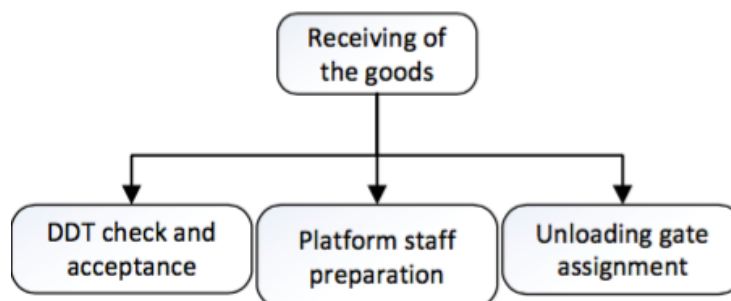 Receiving of
the goods
DDT check and
acceptance
Platform staff
preparation
Unloading gate
assignment